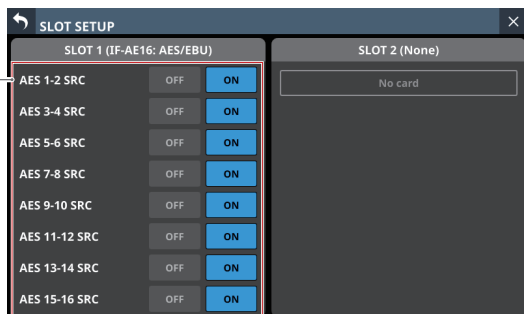 SLOT SETUP
SLOT 1 (IF-AE16: AES/EBU)
AES 1-2 SRC OFF ON
AES 3-4 SRC OFF ON
AES 5-6 SRC OFF ON
AES 7-8 SRC OFF ON
AES 9-10 SRC OFF ON
AES 11-12 SRC OFF ON
AES 13-14 SRC OFF ON
AES 15-16 SRC OFF ON
SLOT 2 (None)
No card